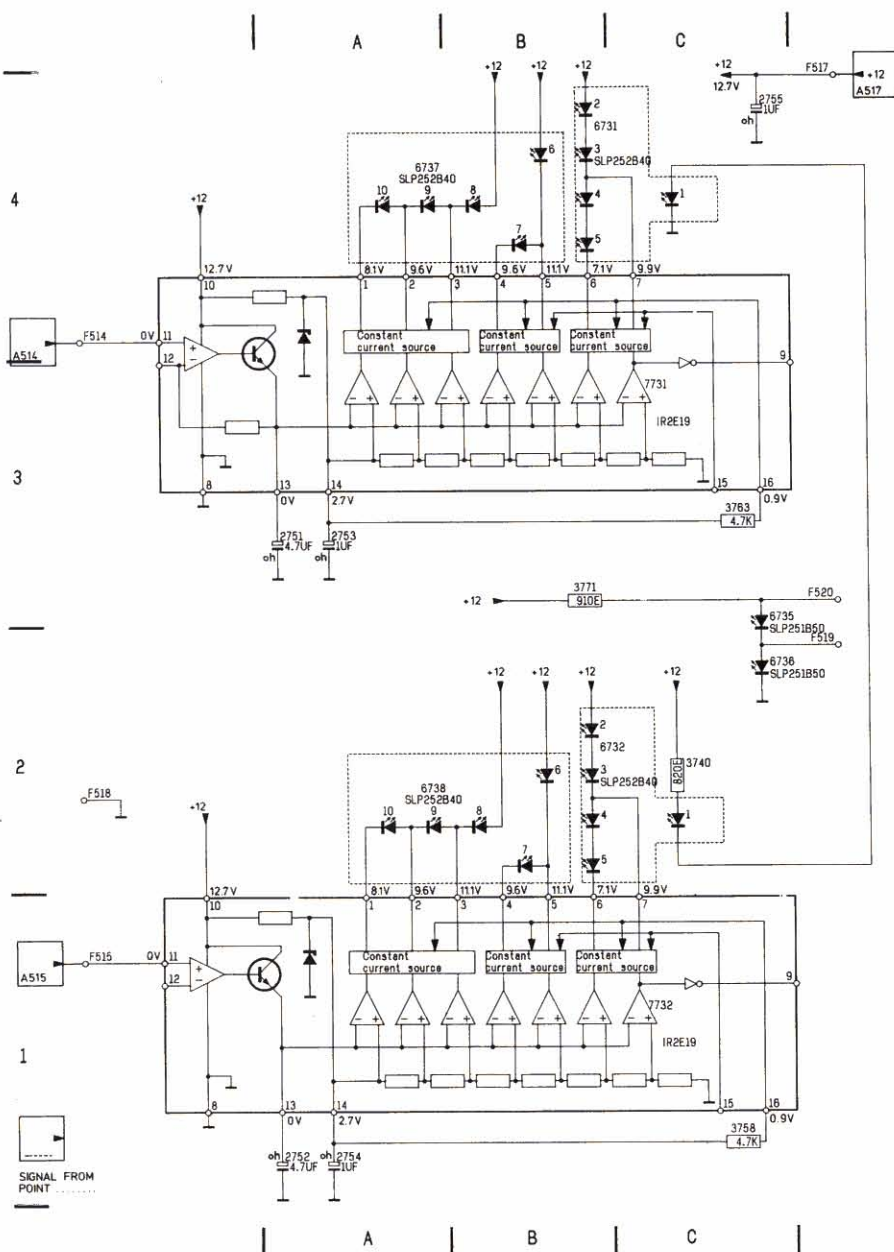 A B C
+12 +12 +12 +12 F517
12.7V +12
A517
2755
1UF
oh
2
6731
3
SLP252B40
6
6737
SLP252B40
10 9 8
4
4
1
7
5
+12
12.7V 8.1V 9.6V 11.1V 9.6V 11.1V 7.1V 9.9V
10 1 2 3 4 5 6 7
F514 0V 11
A514
12
Constant
current source
Constant
current source
Constant
current source
9
7731
IR2E19
3
8 13 14 15 16
0V 2.7V 0.9V
3763
4.7K
2751
4.7UF
oh
2753
1UF
oh
3771
+12 910E F520
6735
SLP251B50
F519
6736
SLP251B50
+12 +12 +12 +12
2
6732
3740
820E
3
SLP252B40
2
6
6738
SLP252B40
10 9 8
F518
4
1
7
5
+12
12.7V 8.1V 9.6V 11.1V 9.6V 11.1V 7.1V 9.9V
10 1 2 3 4 5 6 7
F515 0V 11
A515
12
Constant
current source
Constant
current source
Constant
current source
9
7732
IR2E19
1
8 13 14 15 16
0V 2.7V 0.9V
3758
4.7K
2752
4.7UF
oh
2754
1UF
oh
SIGNAL FROM
POINT ........
A B C